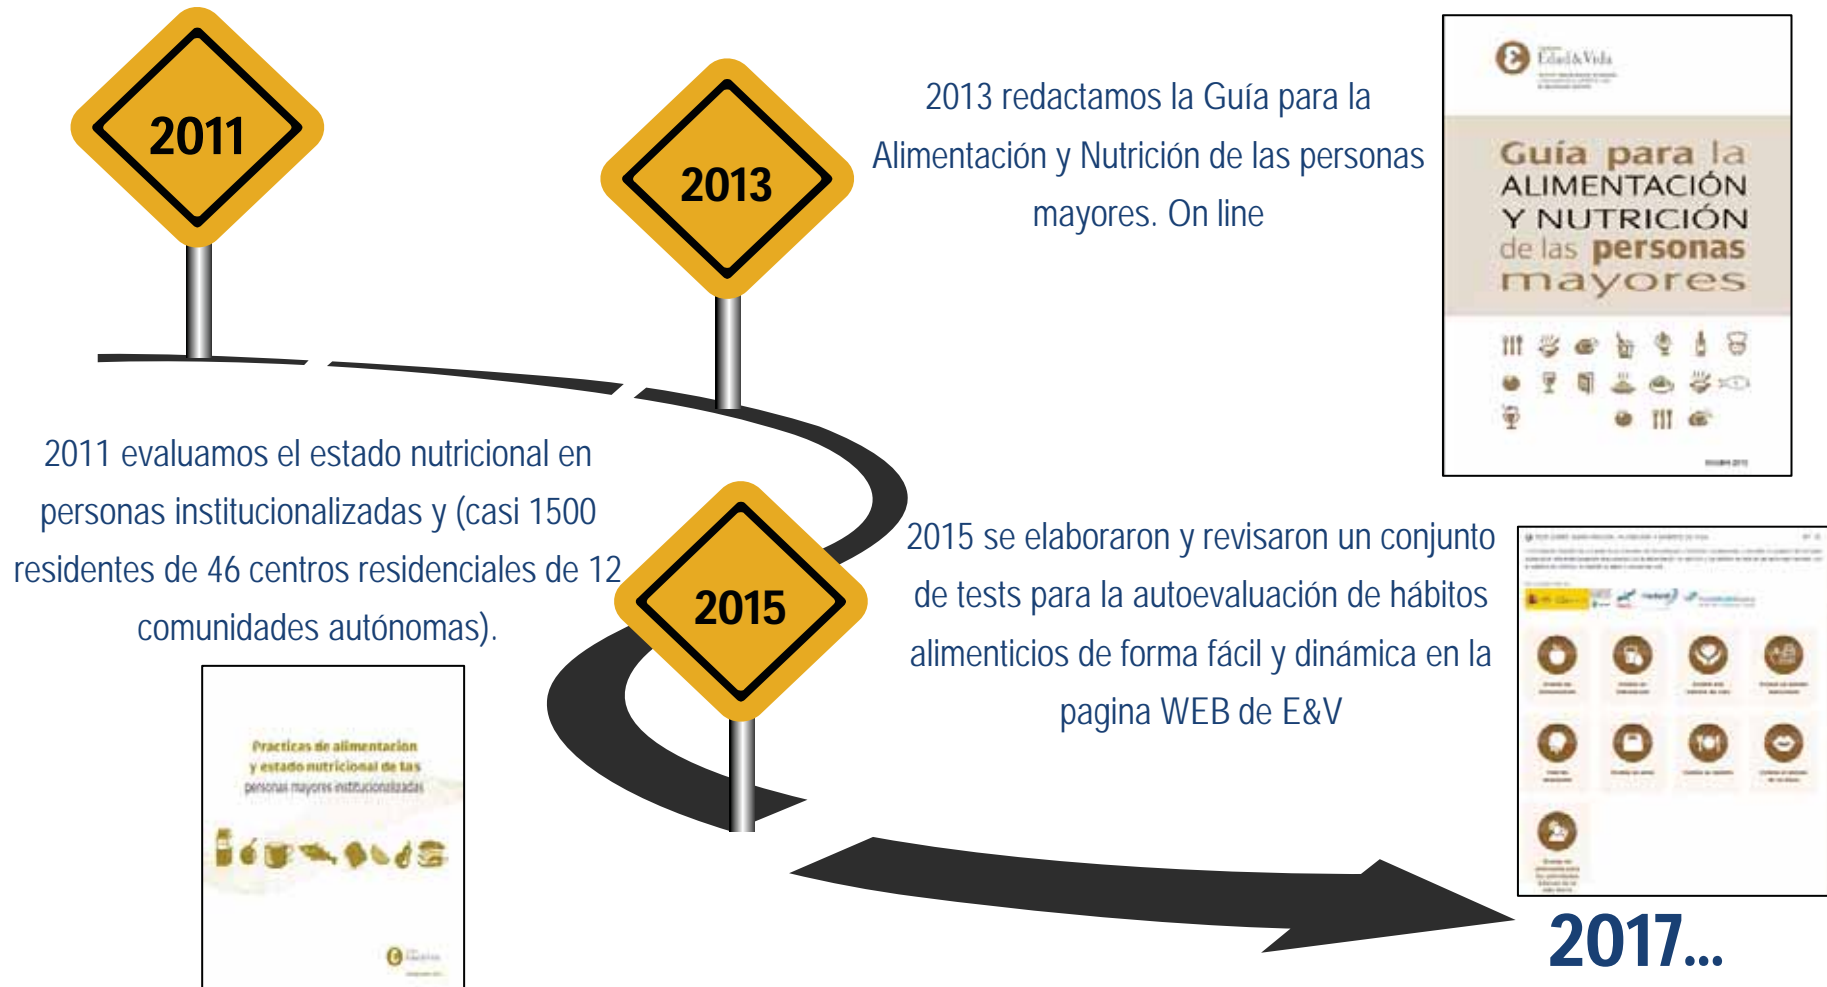 2011
2013
2013 redactamos la Guía para la
Alimentación y Nutrición de las personas
mayores. On line
Edad&Vida
Guía para la
ALIMENTACIÓN
Y NUTRICIÓN
de las personas
mayores
2011 evaluamos el estado nutricional en
personas institucionalizadas y (casi 1500
residentes de 46 centros residenciales de 12
comunidades autónomas).
Practicas de alimentación
y estado nutricional de las
personas mayores institucionalizadas
2015
2015 se elaboraron y revisaron un conjunto
de tests para la autoevaluación de hábitos
alimenticios de forma fácil y dinámica en la
pagina WEB de E&V
2017...